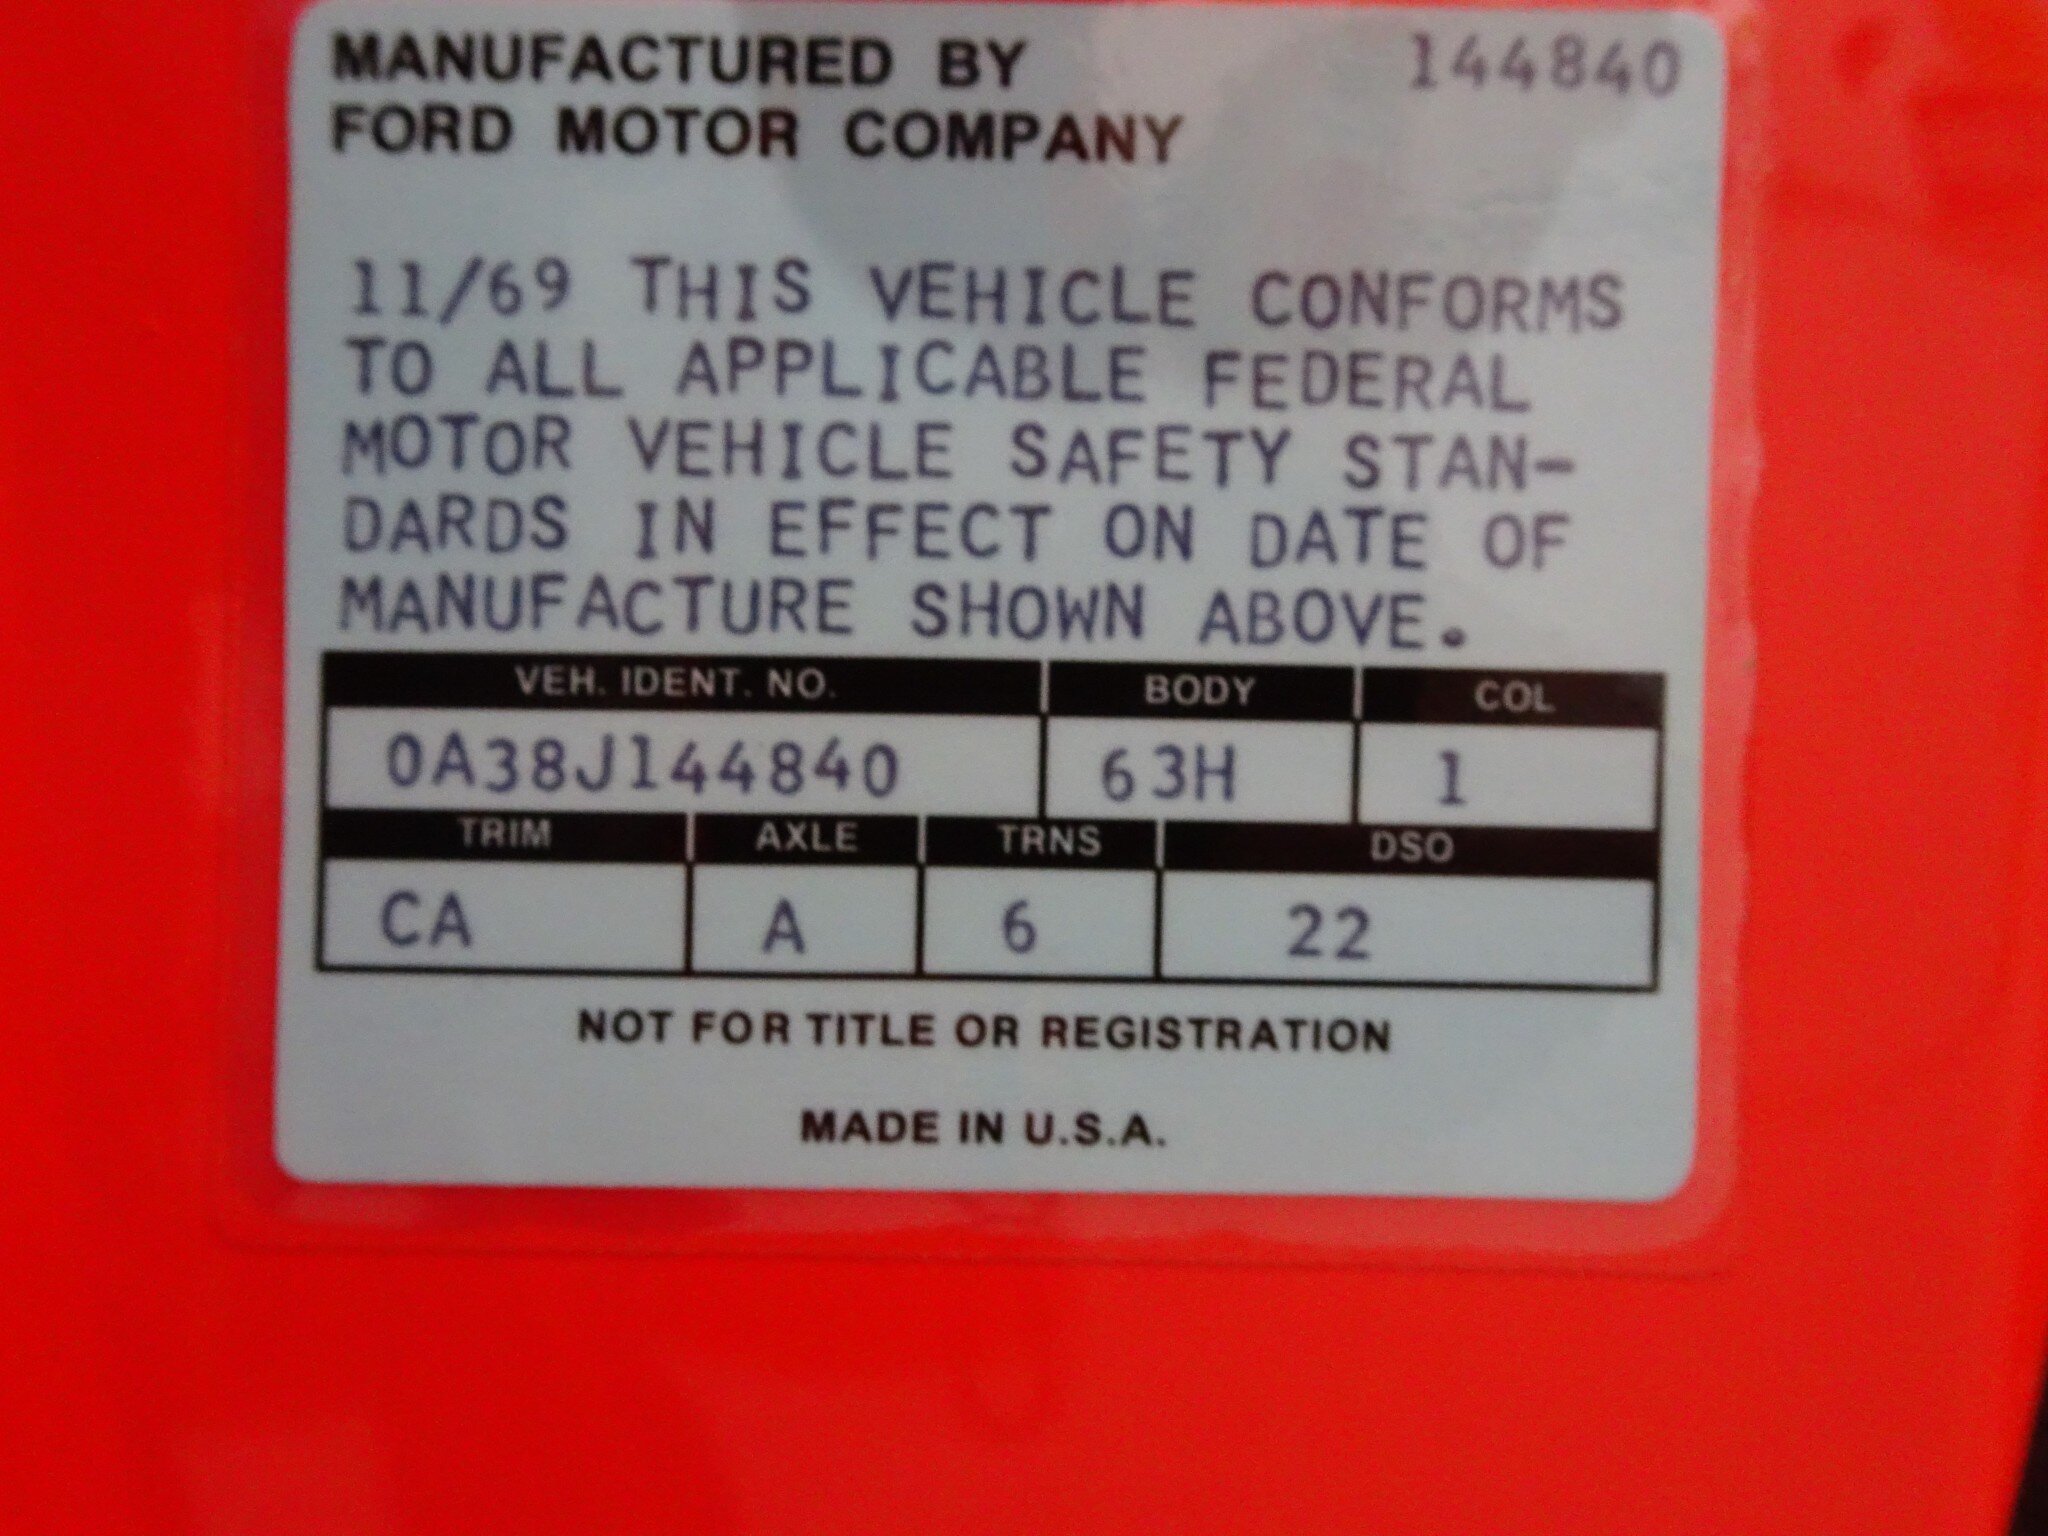 MANUFACTURED BY 144840
FORD MOTOR COMPANY
11/69 THIS VEHICLE CONFORMS
TO ALL APPLICABLE FEDERAL
MOTOR VEHICLE SAFETY STAN-
DARDS IN EFFECT ON DATE OF
MANUFACTURE SHOWN ABOVE.
VEH. IDENT. NO. BODY COL
0A38J144840 63H 1
TRIM AXLE TRNS DSO
CA A 6 22
NOT FOR TITLE OR REGISTRATION
MADE IN U.S.A.